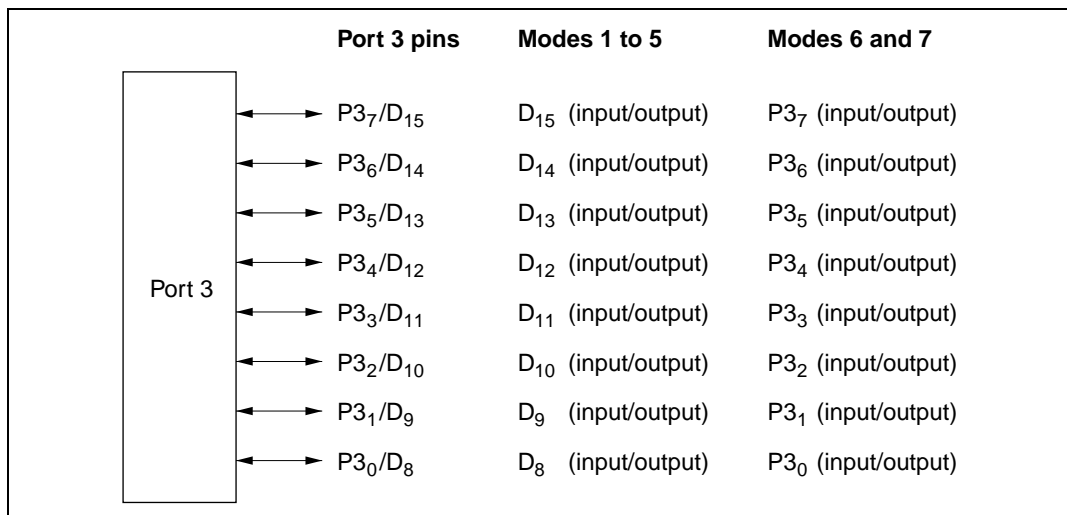 Port 3 pins Modes 1 to 5 Modes 6 and 7
P3₇/D₁₅ D₁₅ (input/output) P3₇ (input/output)
P3₆/D₁₄ D₁₄ (input/output) P3₆ (input/output)
P3₅/D₁₃ D₁₃ (input/output) P3₅ (input/output)
P3₄/D₁₂ D₁₂ (input/output) P3₄ (input/output)
Port 3
P3₃/D₁₁ D₁₁ (input/output) P3₃ (input/output)
P3₂/D₁₀ D₁₀ (input/output) P3₂ (input/output)
P3₁/D₉ D₉ (input/output) P3₁ (input/output)
P3₀/D₈ D₈ (input/output) P3₀ (input/output)